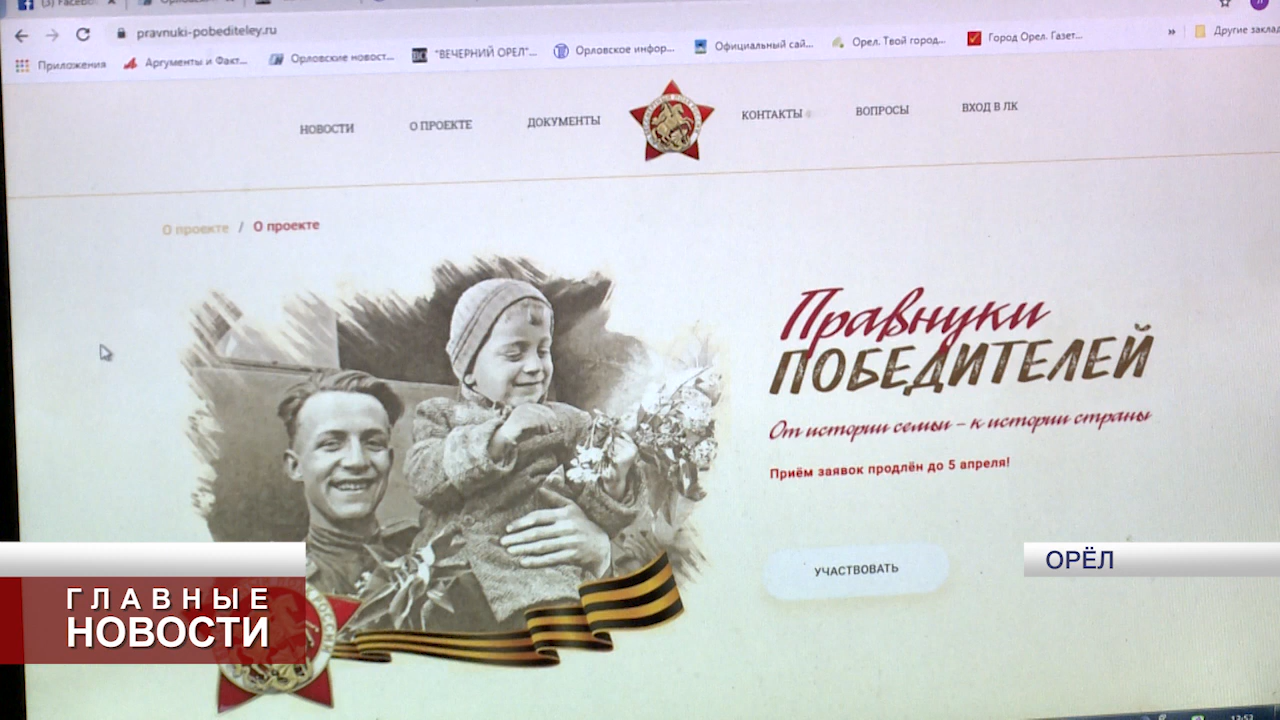 (3) Facebo
pravnuki-pobediteley.ru
Приложения
Аргументы и Факт...
Орловские новост...
"ВЕЧЕРНИЙ ОРЕЛ"...
Орловское инфор...
Официальный сай...
Орел. Твой город...
Город Орел. Газет...
»
Другие заклад
НОВОСТИ
О ПРОЕКТЕ
ДОКУМЕНТЫ
КОНТАКТЫ
ВОПРОСЫ
ВХОД В ЛК
О проекте / О проекте
Правнуки
ПОБЕДИТЕЛЕЙ
От истории семьи – к истории страны
Приём заявок продлён до 5 апреля!
УЧАСТВОВАТЬ
ОРЁЛ
ГЛАВНЫЕ
НОВОСТИ